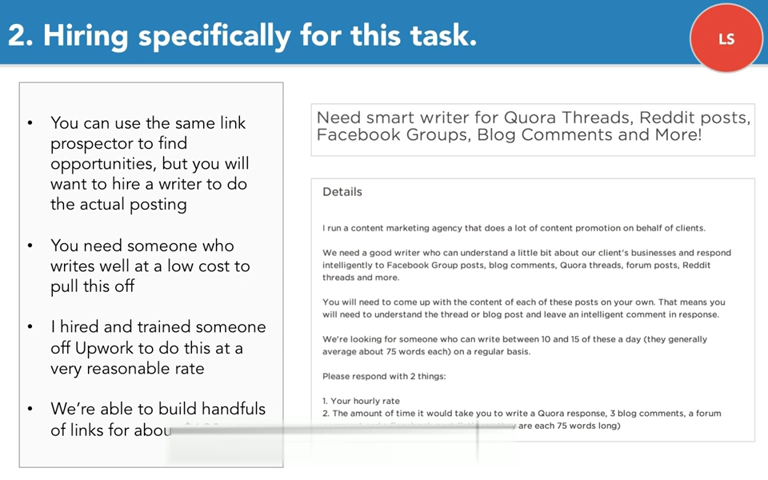 2. Hiring specifically for this task.
LS
• You can use the same link
prospector to find
opportunities, but you will
want to hire a writer to do
the actual posting
• You need someone who
writes well at a low cost to
pull this off
• I hired and trained someone
off Upwork to do this at a
very reasonable rate
• We're able to build handfuls
of links for abou
Need smart writer for Quora Threads, Reddit posts,
Facebook Groups, Blog Comments and More!
Details
I run a content marketing agency that does a lot of content promotion on behalf of clients.
We need a good writer who can understand a little bit about our client's businesses and respond
intelligently to Facebook Group posts, blog comments, Quora threads, forum posts, Reddit
threads and more.
You will need to come up with the content of each of these posts on your own. That means you
will need to understand the thread or blog post and leave an intelligent comment in response.
We're looking for someone who can write between 10 and 15 of these a day (they generally
average about 75 words each) on a regular basis.
Please respond with 2 things:
1. Your hourly rate
2. The amount of time it would take you to write a Quora response, 3 blog comments, a forum
are each 75 words long)